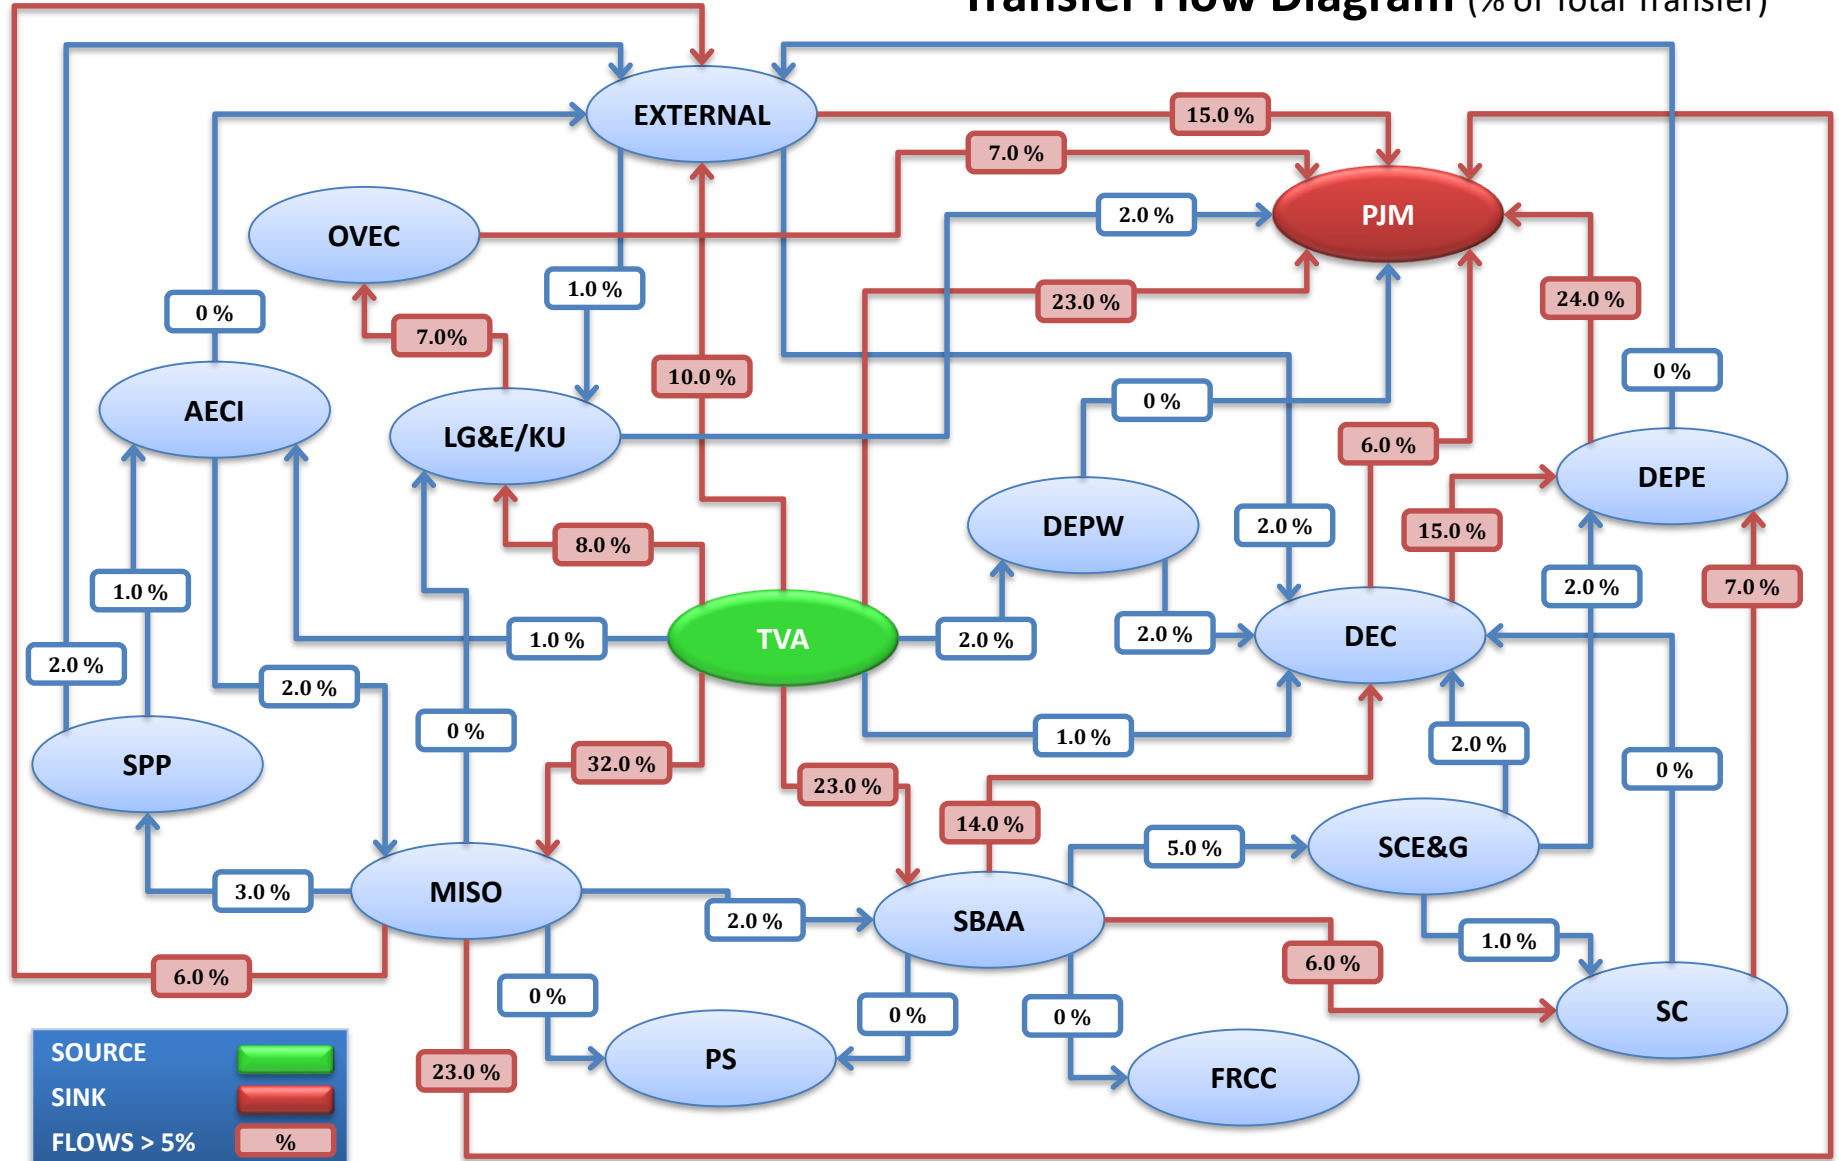 Transfer Flow Diagram (% of Total Transfer)
EXTERNAL
15.0 %
7.0 %
2.0 %
PJM
OVEC
1.0 %
23.0 %
24.0 %
0 %
7.0%
10.0 %
0 %
0 %
AECI
LG&E/KU
6.0 %
DEPE
DEPW
2.0 %
15.0 %
8.0 %
1.0 %
2.0 %
7.0 %
1.0 %
TVA
2.0 %
2.0 %
DEC
2.0 %
2.0 %
0 %
1.0 %
2.0 %
SPP
32.0 %
23.0 %
0 %
14.0 %
5.0 %
SCE&G
3.0 %
MISO
2.0 %
SBAA
1.0 %
6.0 %
6.0 %
0 %
0 %
0 %
SC
PS
23.0 %
FRCC
SOURCE
SINK
FLOWS > 5%
%